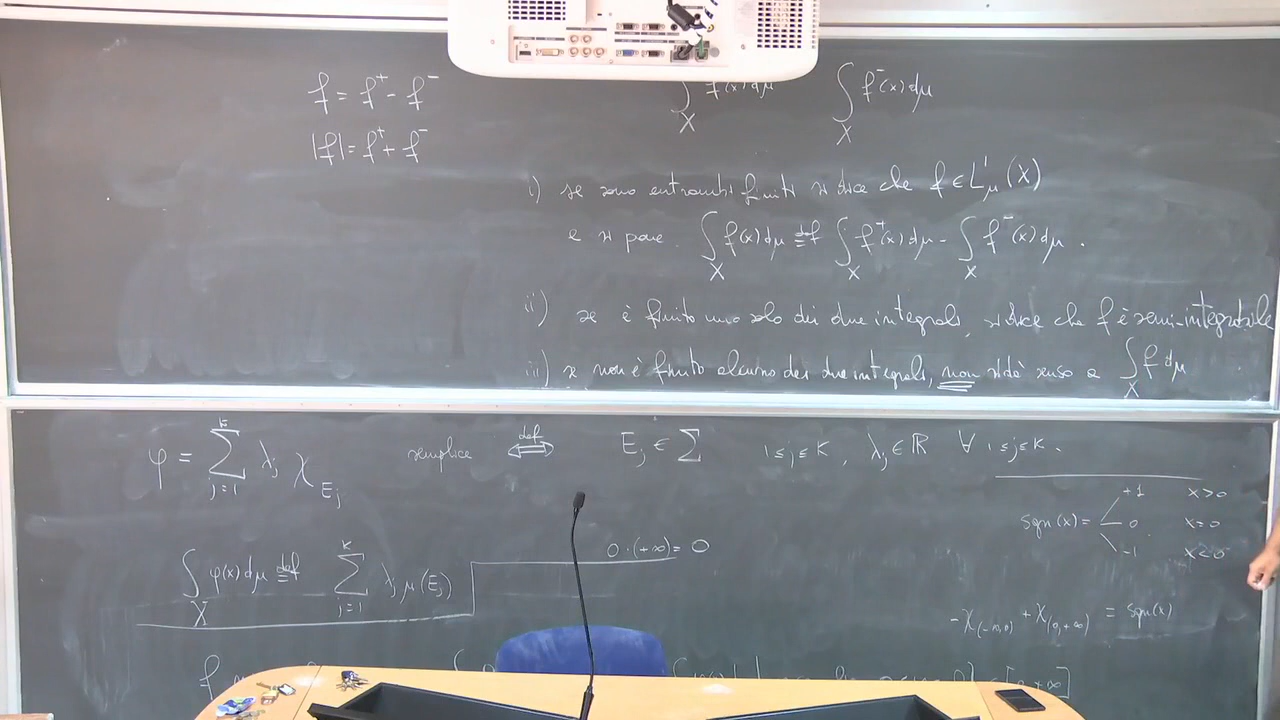 f = f⁺ - f⁻
|f| = f⁺ + f⁻
∫_X f⁺(x)dμ ∫_X f⁻(x)dμ
i) se sono entrambi finiti si dice che f ∈ L¹_μ(X)
e si pone ∫_X f(x)dμ ≝ ∫_X f⁺(x)dμ - ∫_X f⁻(x)dμ .
ii) se è finito uno solo dei due integrali, si dice che f è semi-integrabile
iii) se non è finito alcuno dei due integrali, non si dà senso a ∫_X f dμ
φ = ∑_{j=1}^k λ_j χ_{E_j} semplice ⟺(def) E_j ∈ Σ 1≤j≤k , λ_j ∈ ℝ ∀ 1≤j≤k .
sgn(x) = +1 x>0
0 x=0
-1 x<0
∫_X φ(x)dμ ≝ ∑_{j=1}^k λ_j μ(E_j) 0·(+∞) = 0
-χ_{(-∞,0)} + χ_{(0,+∞)} = sgn(x)
f